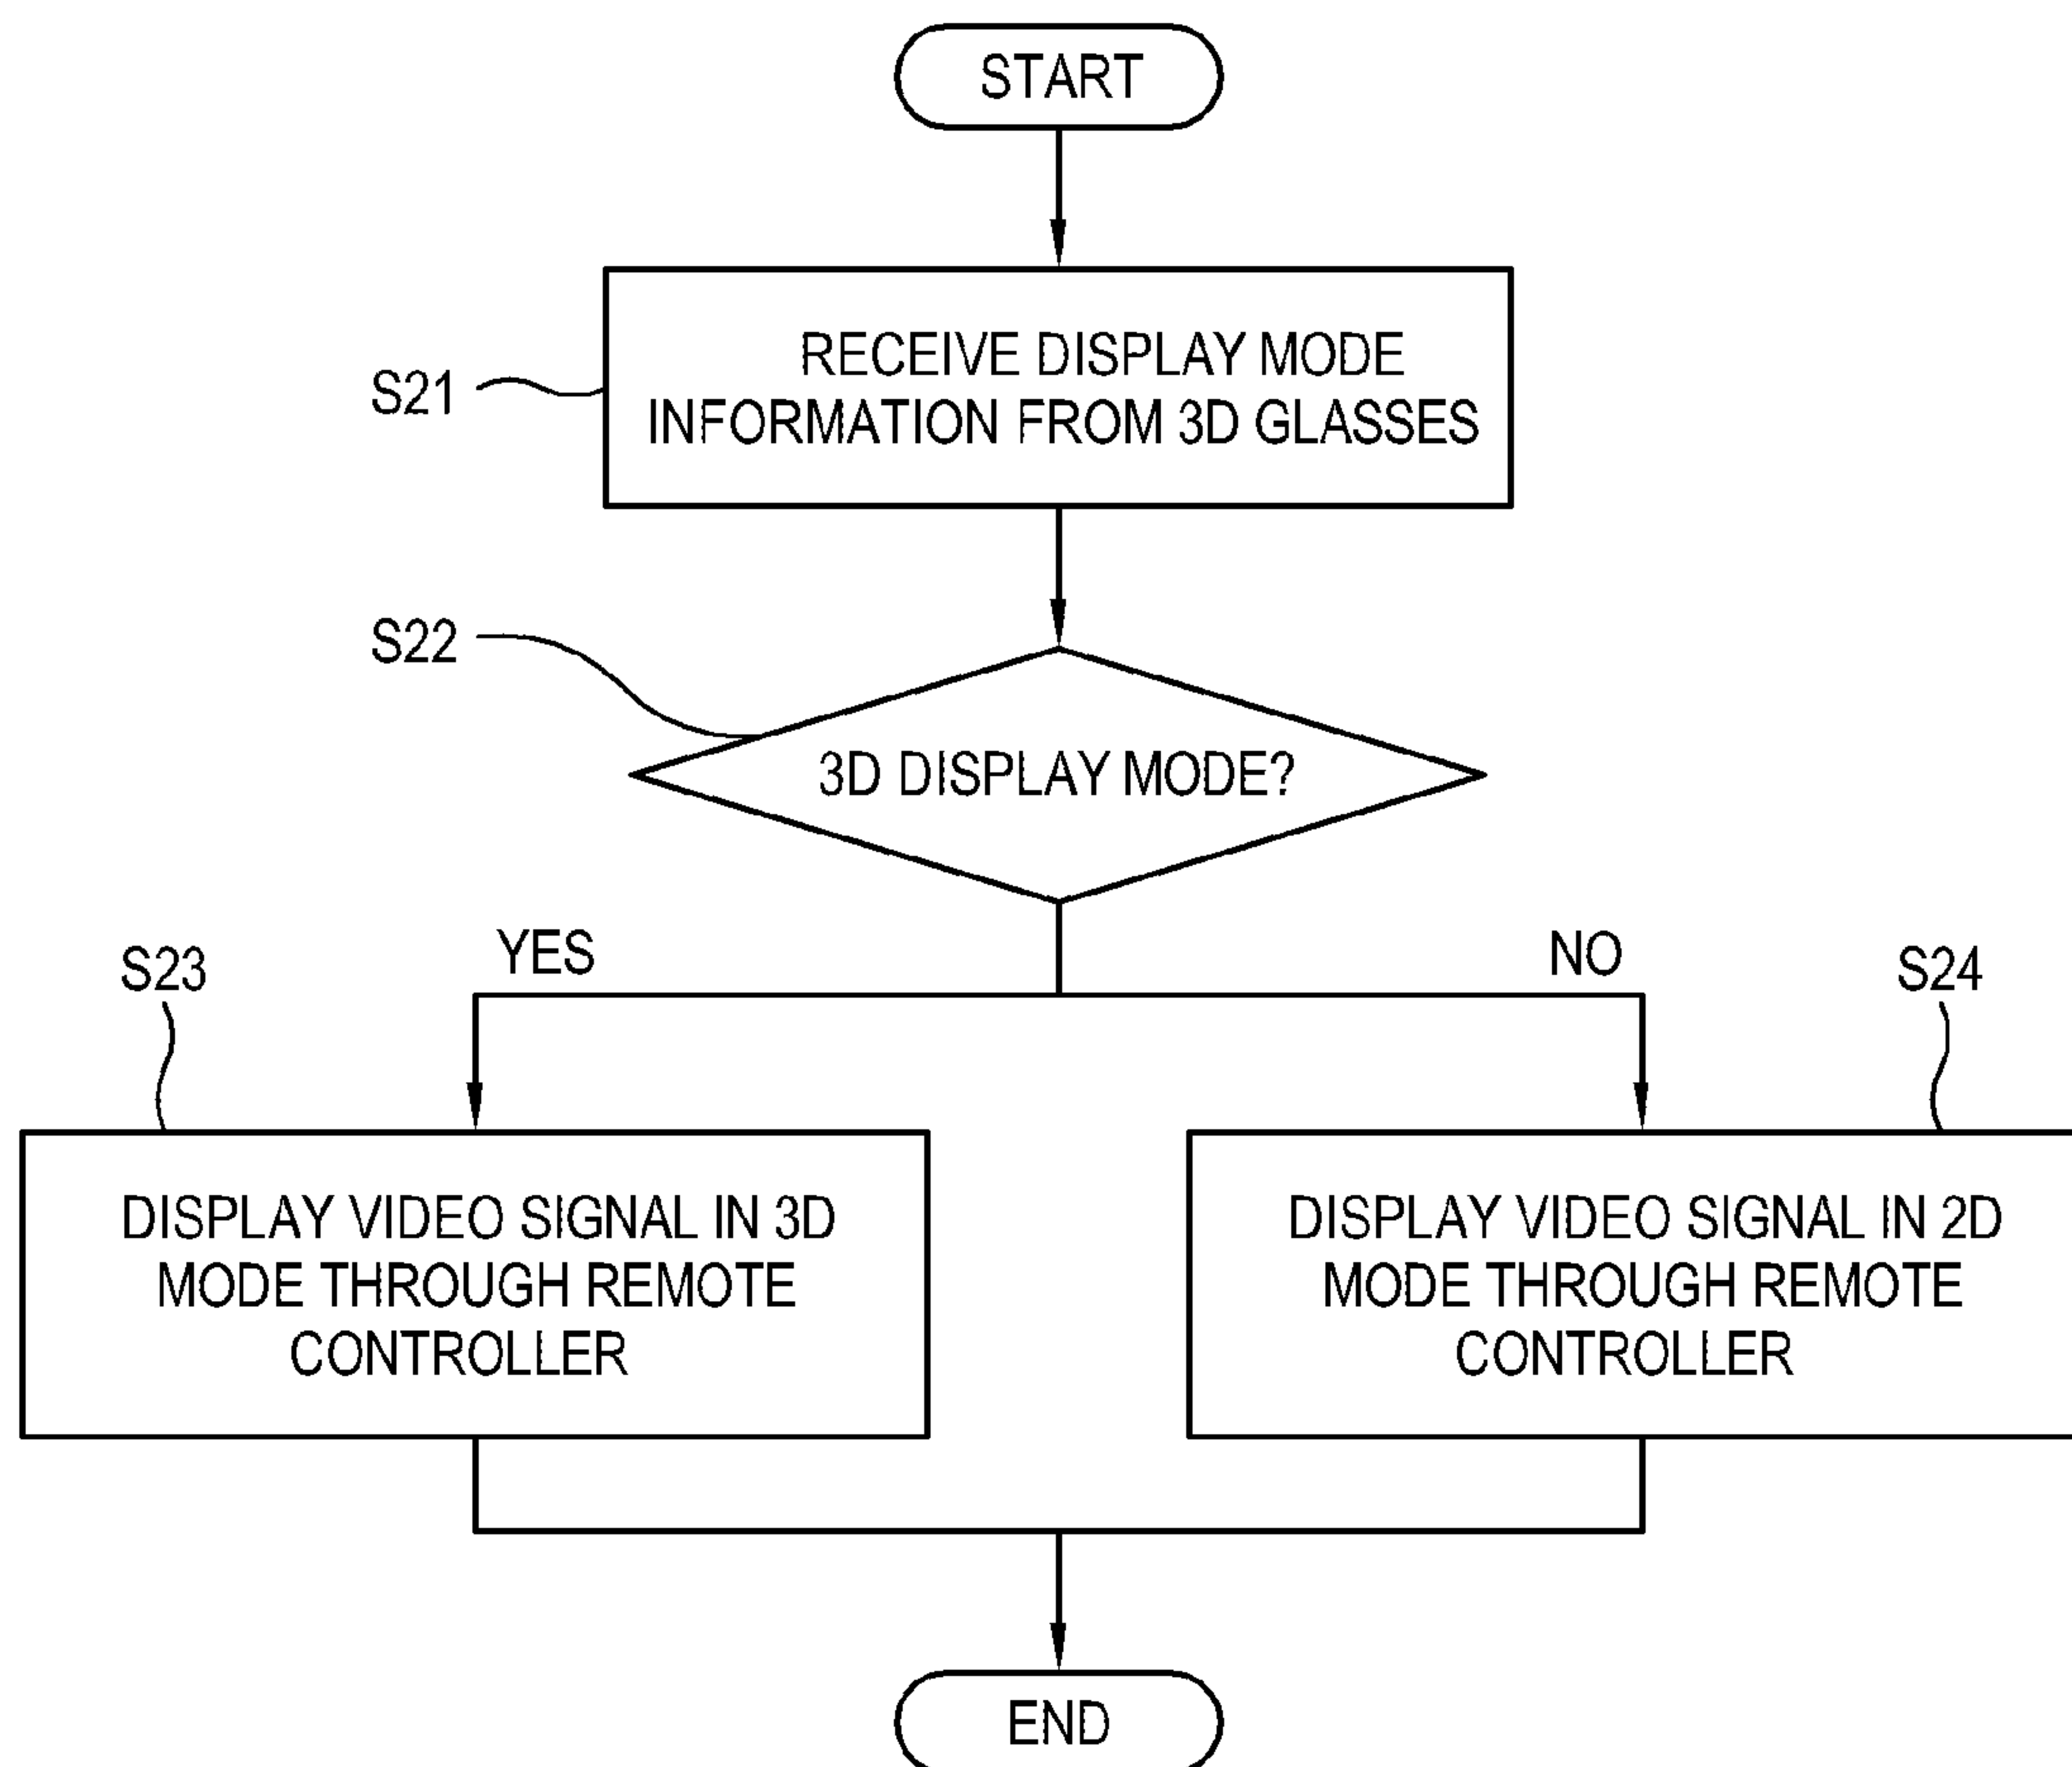 START
S21
RECEIVE DISPLAY MODE
INFORMATION FROM 3D GLASSES
S22
3D DISPLAY MODE?
YES
NO
S23
S24
DISPLAY VIDEO SIGNAL IN 3D
MODE THROUGH REMOTE
CONTROLLER
DISPLAY VIDEO SIGNAL IN 2D
MODE THROUGH REMOTE
CONTROLLER
END